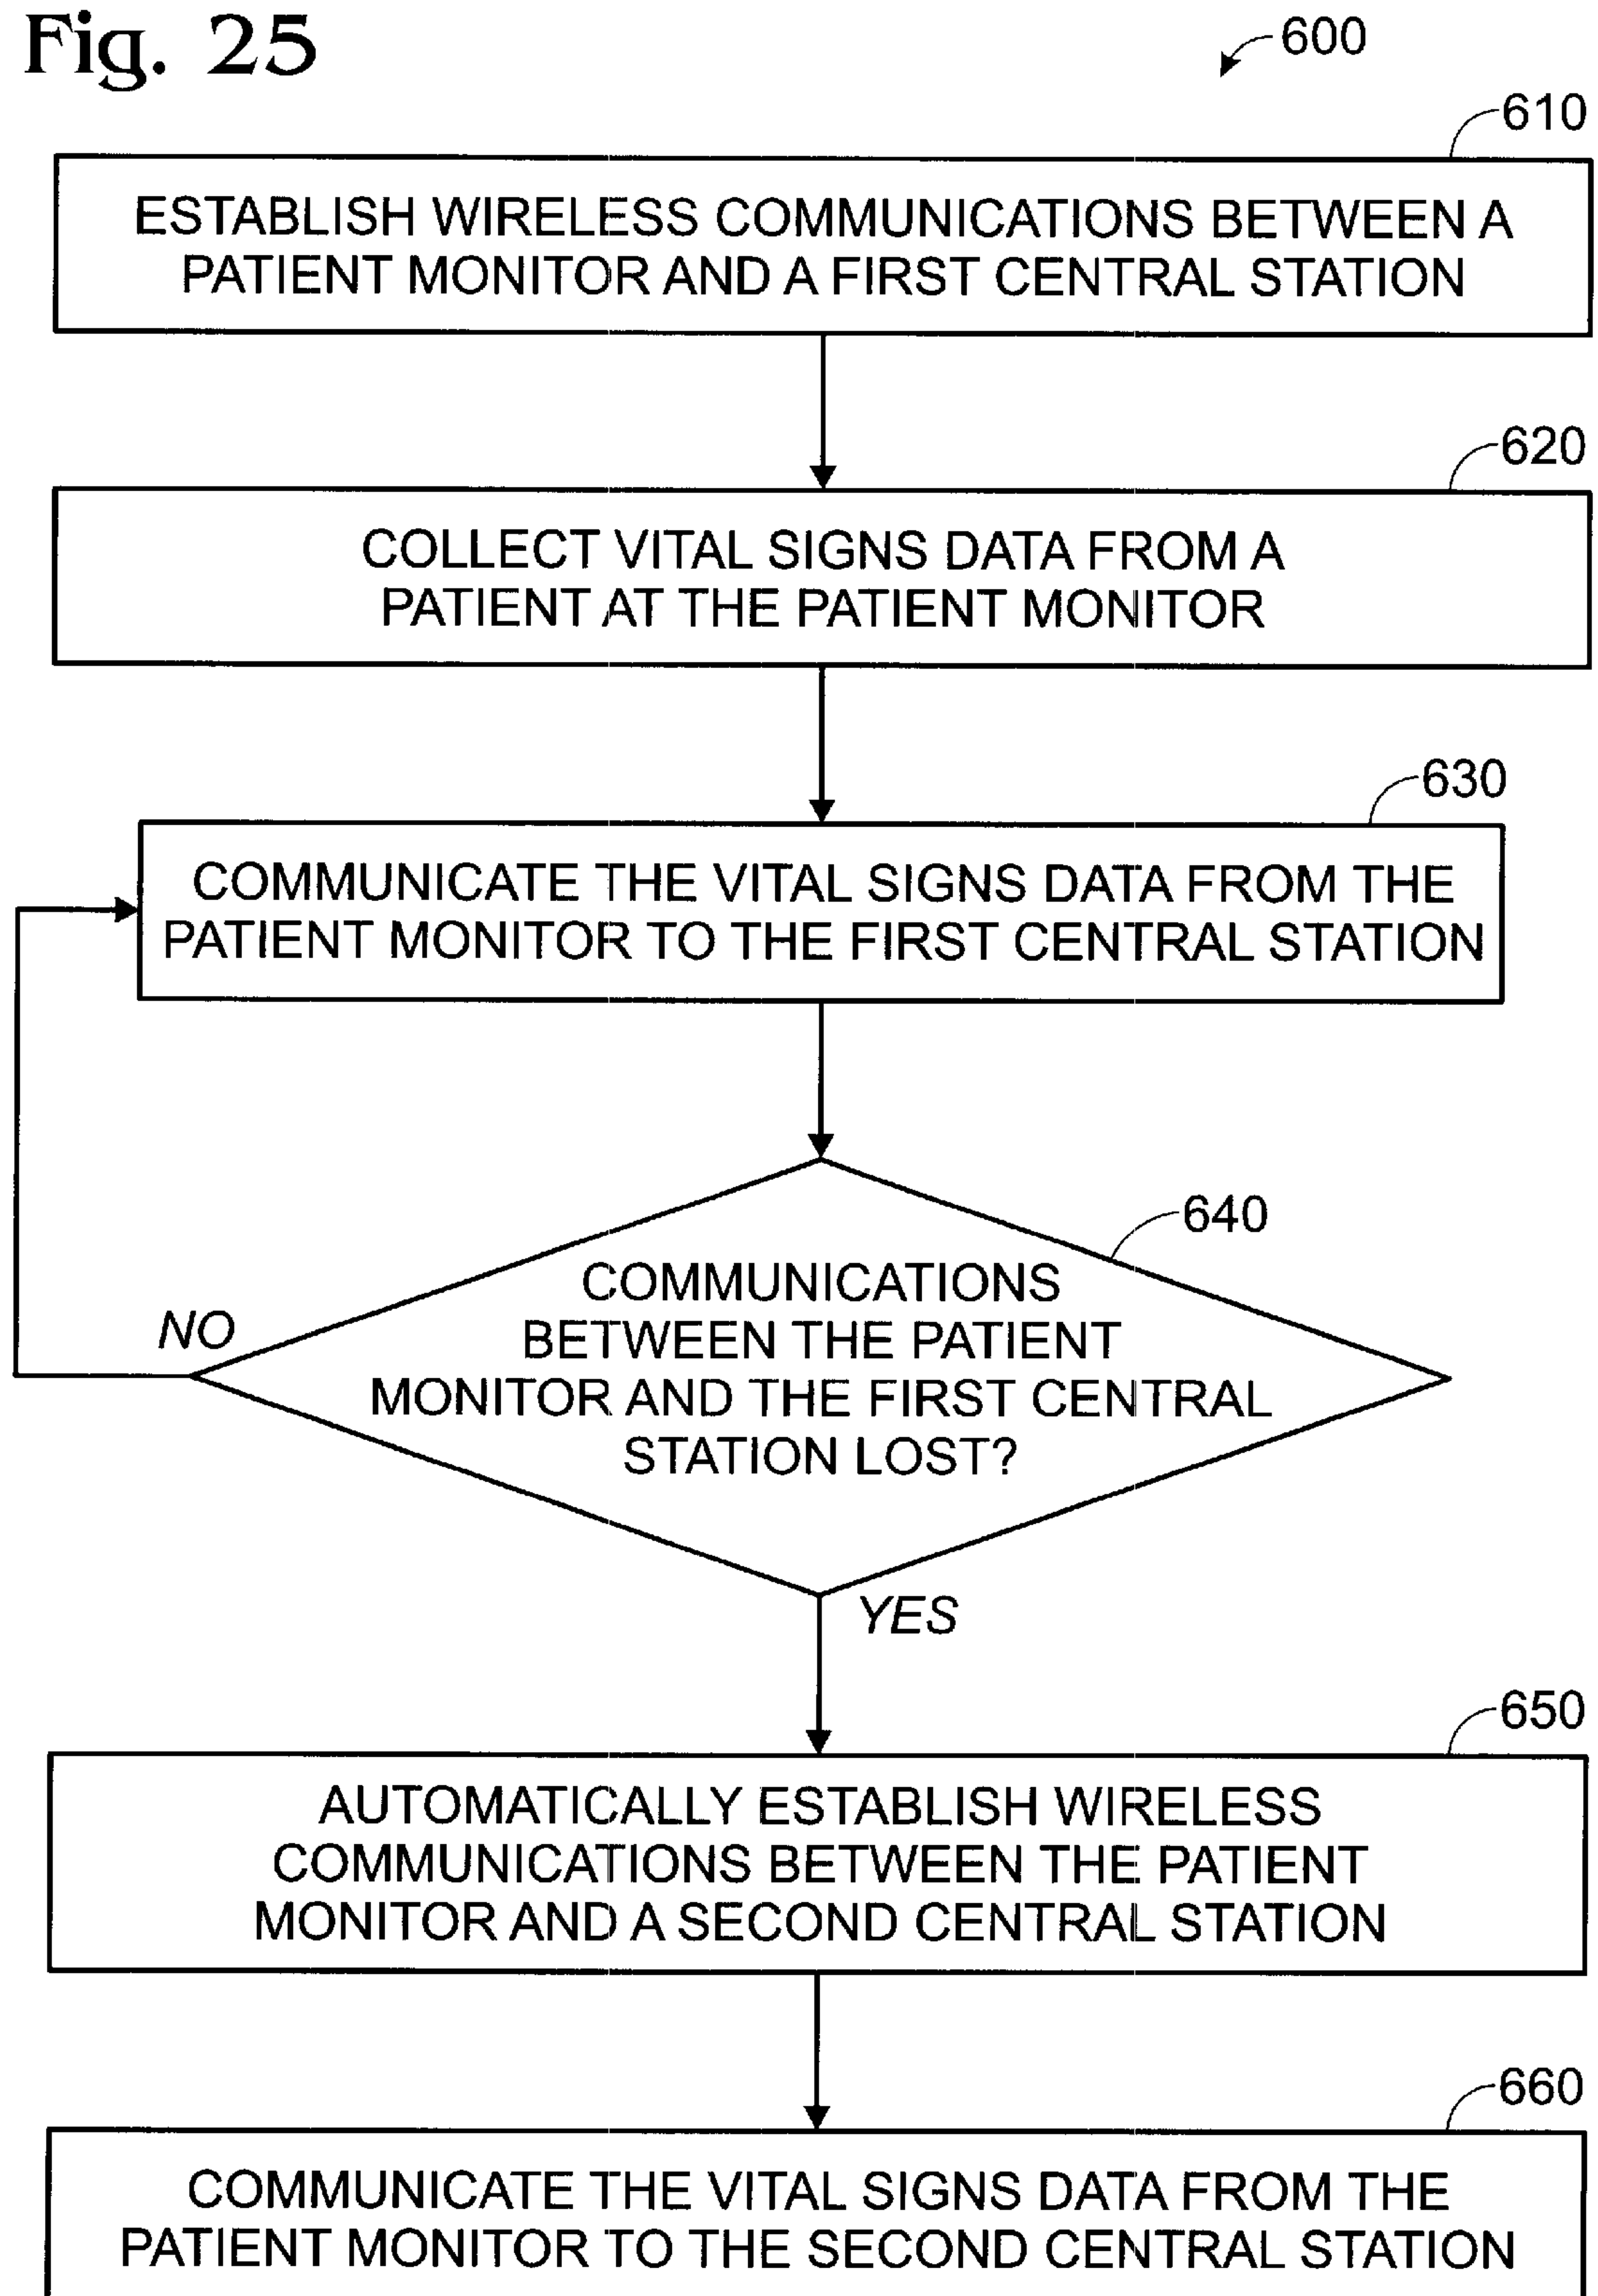 Fig. 25
600
610
ESTABLISH WIRELESS COMMUNICATIONS BETWEEN A
PATIENT MONITOR AND A FIRST CENTRAL STATION
620
COLLECT VITAL SIGNS DATA FROM A
PATIENT AT THE PATIENT MONITOR
630
COMMUNICATE THE VITAL SIGNS DATA FROM THE
PATIENT MONITOR TO THE FIRST CENTRAL STATION
640
COMMUNICATIONS
BETWEEN THE PATIENT
MONITOR AND THE FIRST CENTRAL
STATION LOST?
NO
YES
650
AUTOMATICALLY ESTABLISH WIRELESS
COMMUNICATIONS BETWEEN THE PATIENT
MONITOR AND A SECOND CENTRAL STATION
660
COMMUNICATE THE VITAL SIGNS DATA FROM THE
PATIENT MONITOR TO THE SECOND CENTRAL STATION